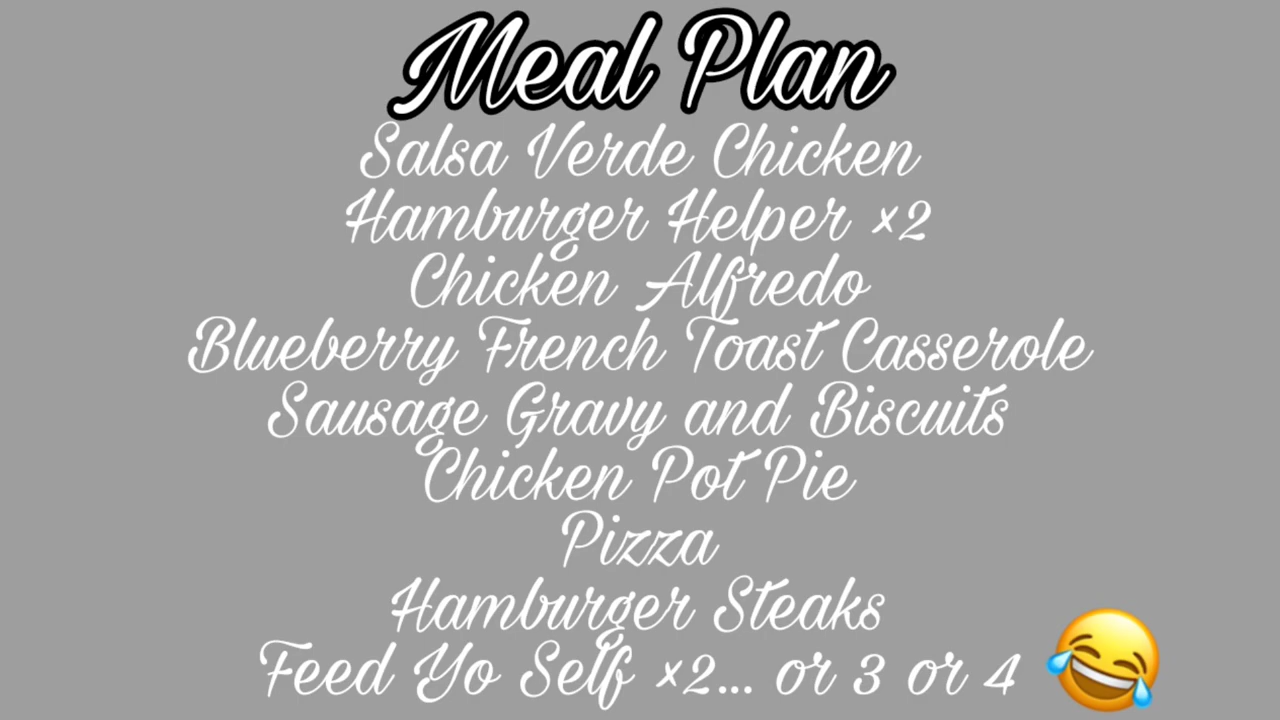 Meal Plan
Salsa Verde Chicken
Hamburger Helper ×2
Chicken Alfredo
Blueberry French Toast Casserole
Sausage Gravy and Biscuits
Chicken Pot Pie
Pizza
Hamburger Steaks
Feed Yo Self ×2... or 3 or 4 😂